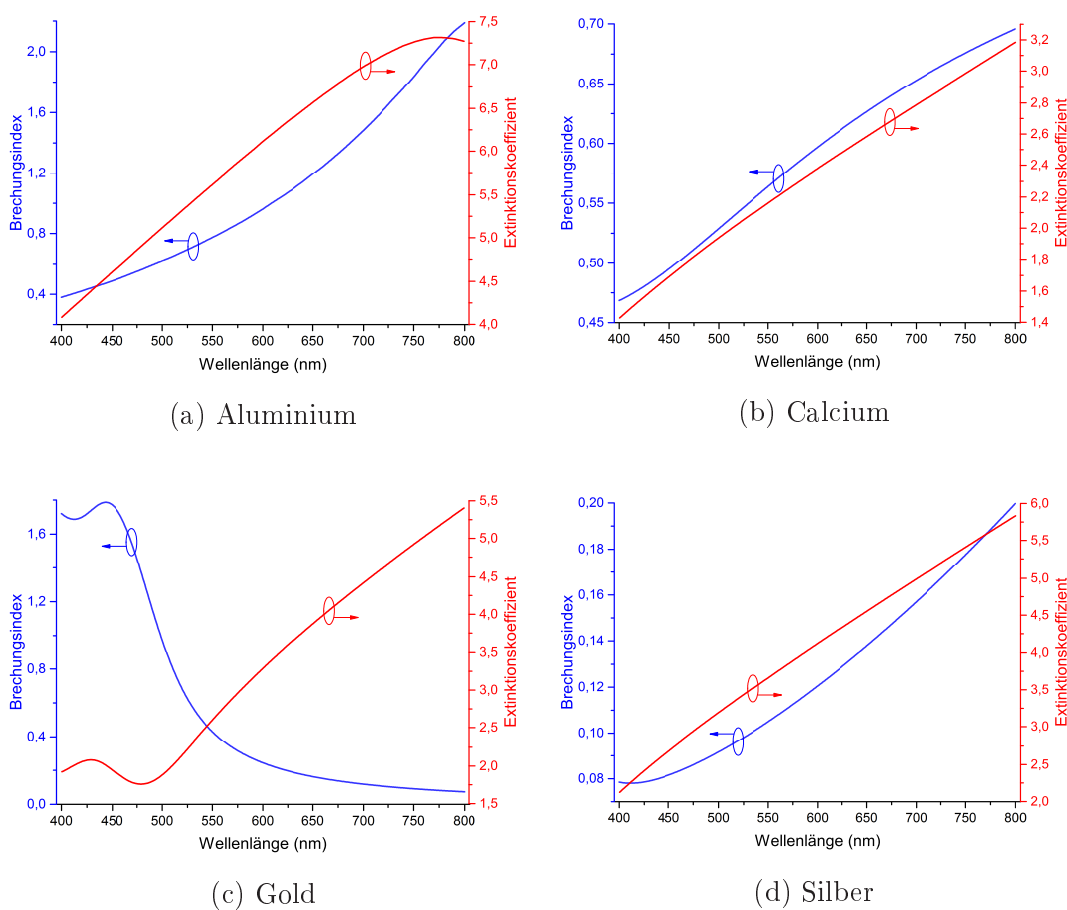 Brechungsindex
2,0
1,6
1,2
0,8
0,4
7,5
7,0
6,5
6,0
5,5
5,0
4,5
4,0
Extinktionskoeffizient
400 450 500 550 600 650 700 750 800
Wellenlänge (nm)
(a) Aluminium
Brechungsindex
0,70
0,65
0,60
0,55
0,50
0,45
3,2
3,0
2,8
2,6
2,4
2,2
2,0
1,8
1,6
1,4
Extinktionskoeffizient
400 450 500 550 600 650 700 750 800
Wellenlänge (nm)
(b) Calcium
Brechungsindex
1,6
1,2
0,8
0,4
0,0
5,5
5,0
4,5
4,0
3,5
3,0
2,5
2,0
1,5
Extinktionskoeffizient
400 450 500 550 600 650 700 750 800
Wellenlänge (nm)
(c) Gold
Brechungsindex
0,20
0,18
0,16
0,14
0,12
0,10
0,08
6,0
5,5
5,0
4,5
4,0
3,5
3,0
2,5
2,0
Extinktionskoeffizient
400 450 500 550 600 650 700 750 800
Wellenlänge (nm)
(d) Silber